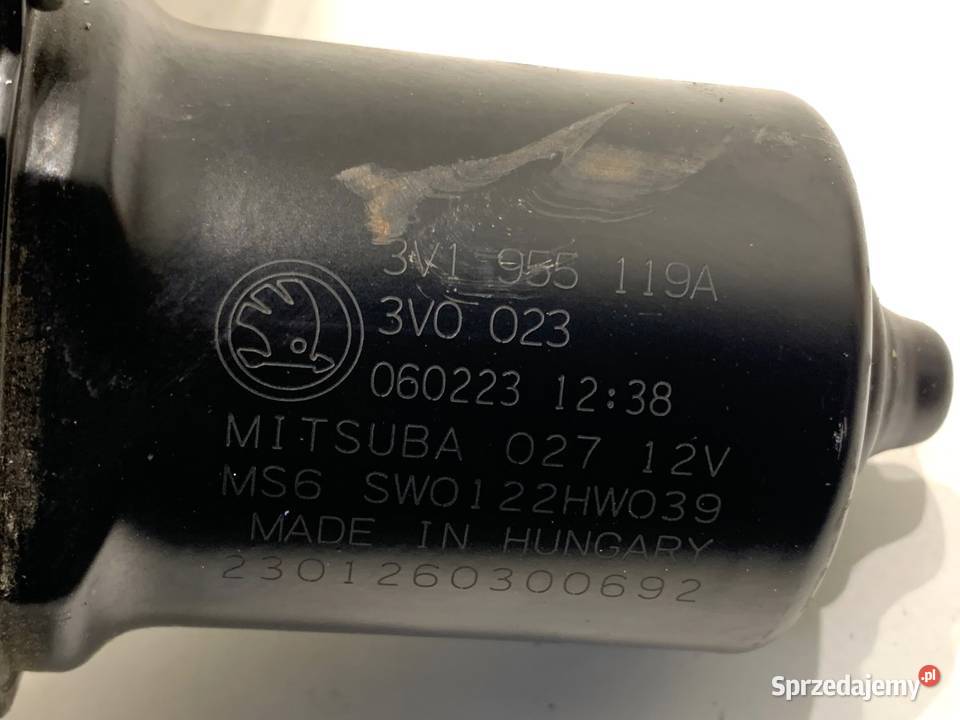 3V1 955 119A
3V0 023
060223 12:38
MITSUBA 027 12V
MS6 SW0122HW039
MADE IN HUNGARY
2301260300692
Sprzedajemy.pl